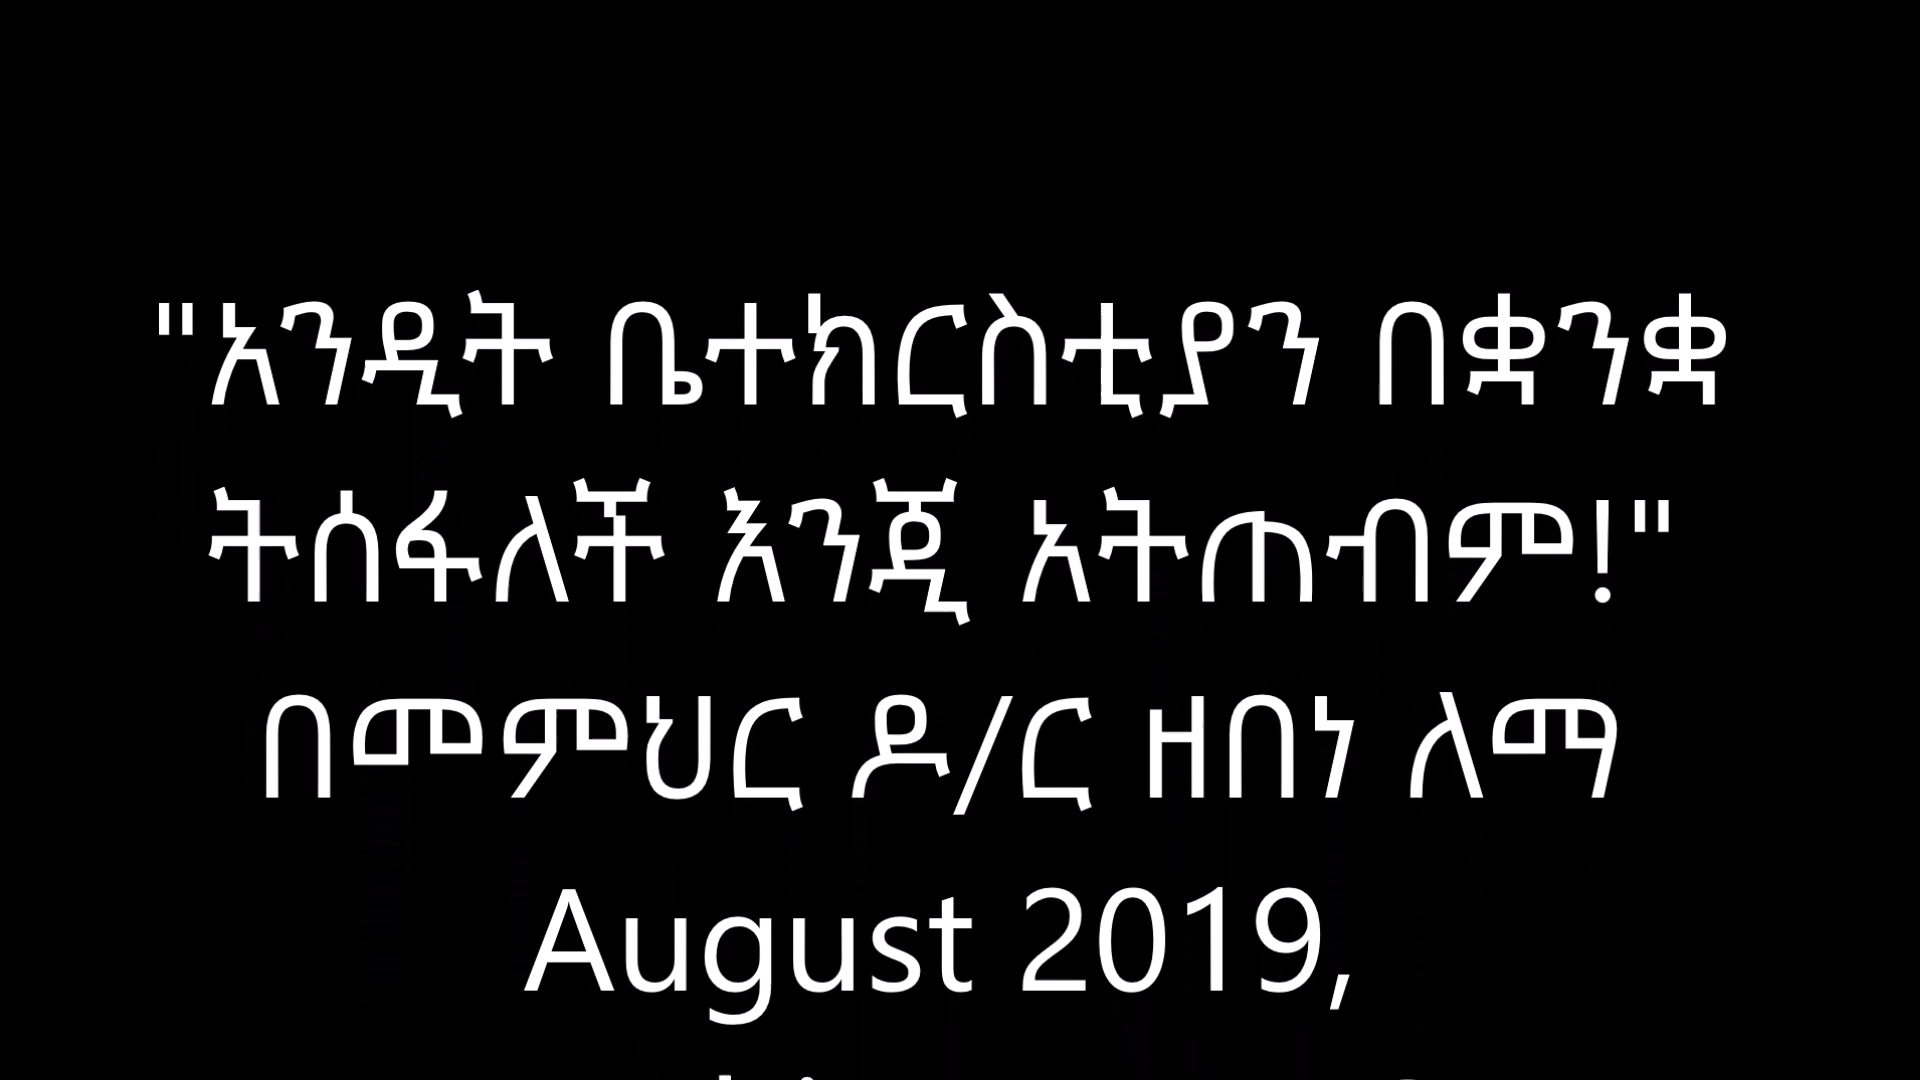 "አንዲት ቤተክርስቲያን በቋንቋ
ትሰፋለች እንጂ አትጠብም!"
በመምህር ዶ/ር ዘበነ ለማ
August 2019,